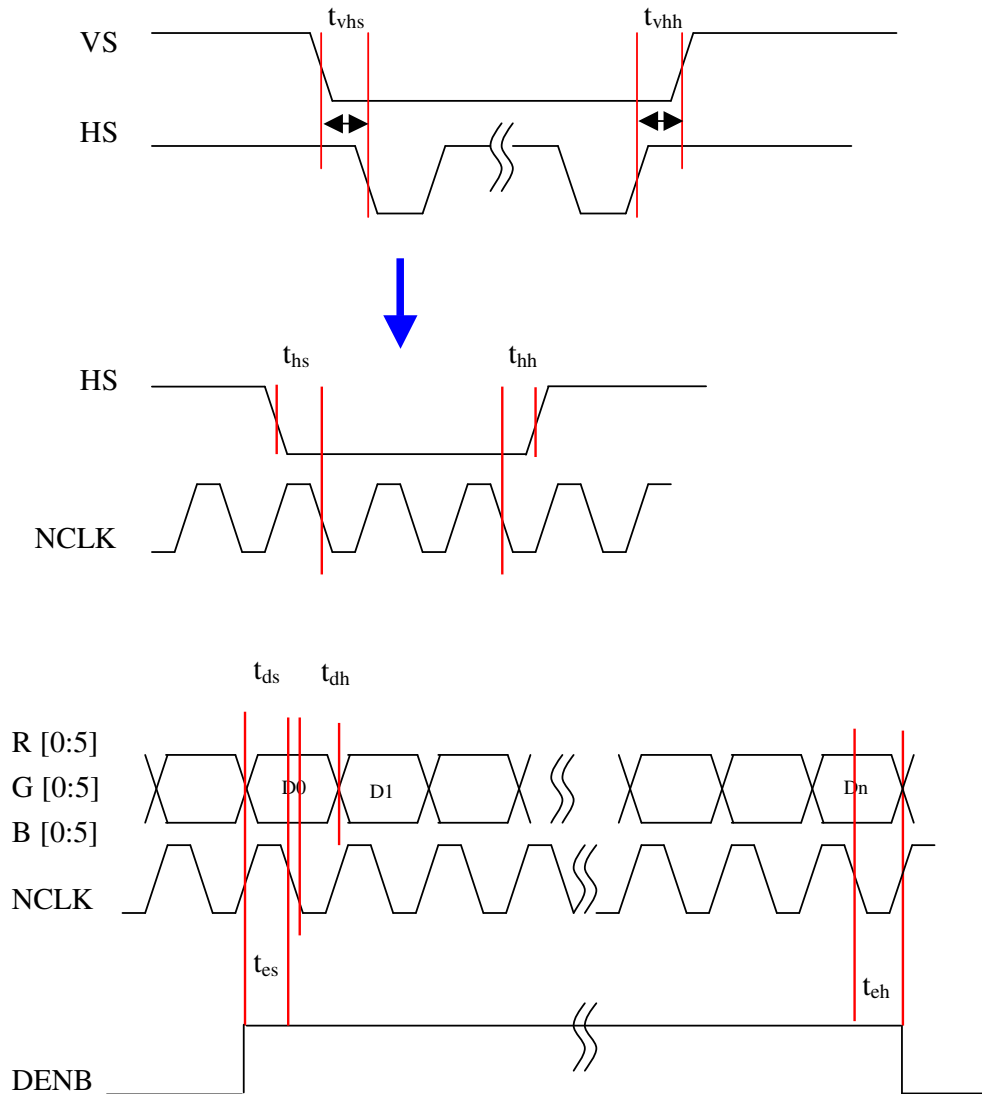 t_vhs t_vhh
VS
HS
t_hs t_hh
HS
NCLK
t_ds t_dh
R [0:5]
G [0:5] D0 D1 Dn
B [0:5]
NCLK
t_es t_eh
DENB